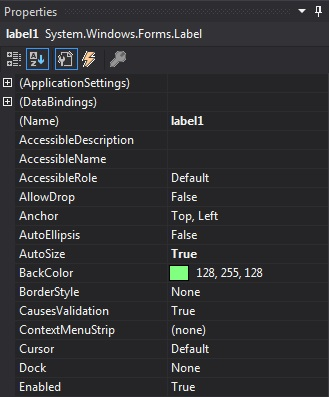 Properties
label1 System.Windows.Forms.Label
(ApplicationSettings)
(DataBindings)
(Name) label1
AccessibleDescription
AccessibleName
AccessibleRole Default
AllowDrop False
Anchor Top, Left
AutoEllipsis False
AutoSize True
BackColor 128, 255, 128
BorderStyle None
CausesValidation True
ContextMenuStrip (none)
Cursor Default
Dock None
Enabled True